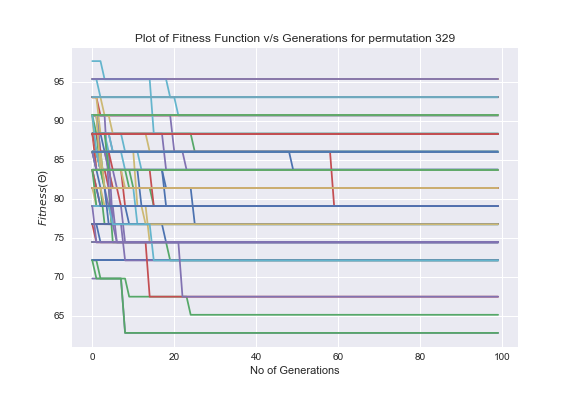 Plot of Fitness Function v/s Generations for permutation 329
95
90
85
80
75
70
65
Fitness(Θ)
0 20 40 60 80 100
No of Generations